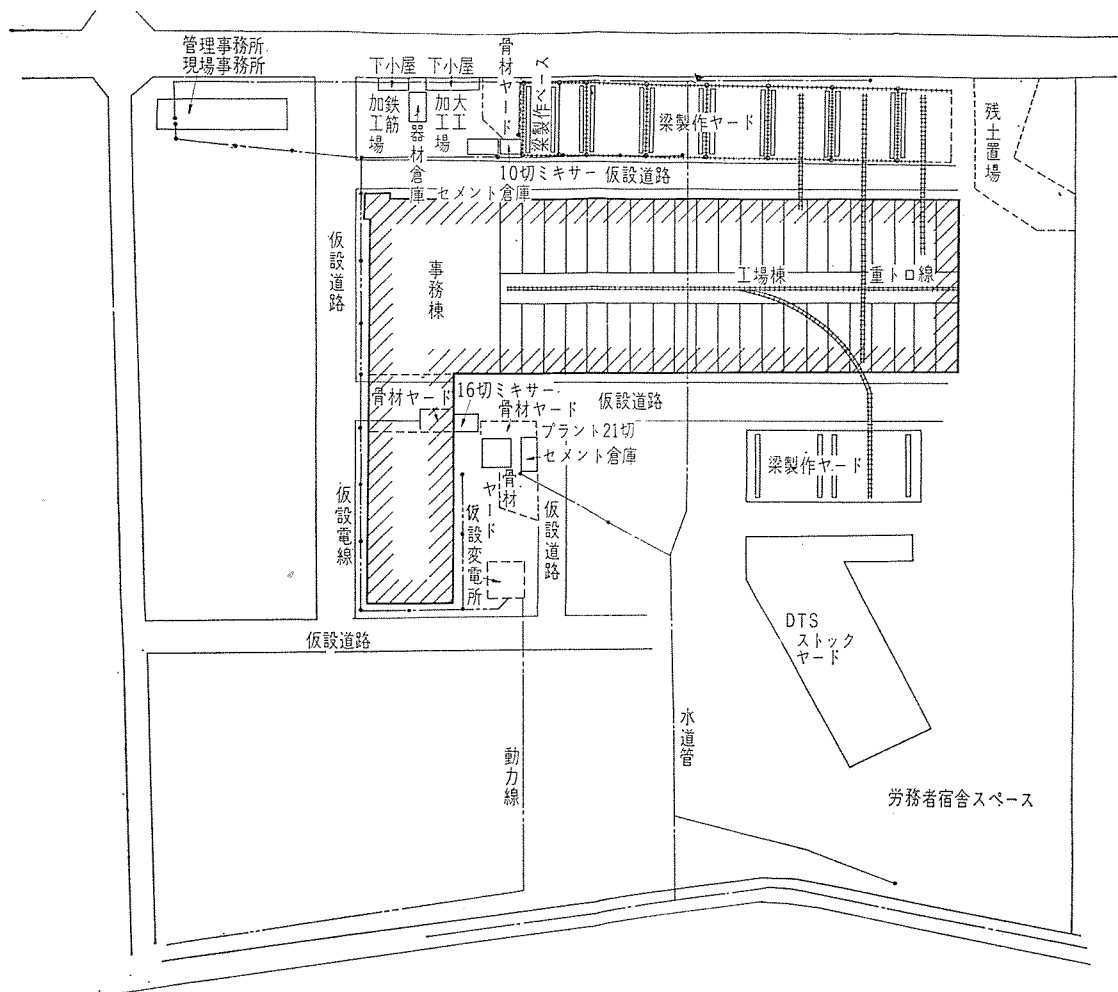 管理事務所
現場事務所
下小屋
下小屋
骨材ヤード
鉄筋
加工場
器材倉庫
大工
加工場
梁製作ベース
梁製作ヤード
残土置場
10切ミキサー
仮設道路
セメント倉庫
仮設道路
事務棟
工場棟
重トロ線
骨材ヤード
16切ミキサー
骨材ヤード
仮設道路
プラント21切
セメント倉庫
梁製作ヤード
骨材
ヤード
仮設電線
仮設変電所
仮設道路
仮設道路
DTS
ストック
ヤード
動力線
水道管
労務者宿舎スペース